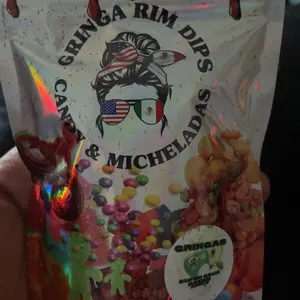 GRINGA RIM DIPS
CANDY & MICHELADAS
GRINGAS